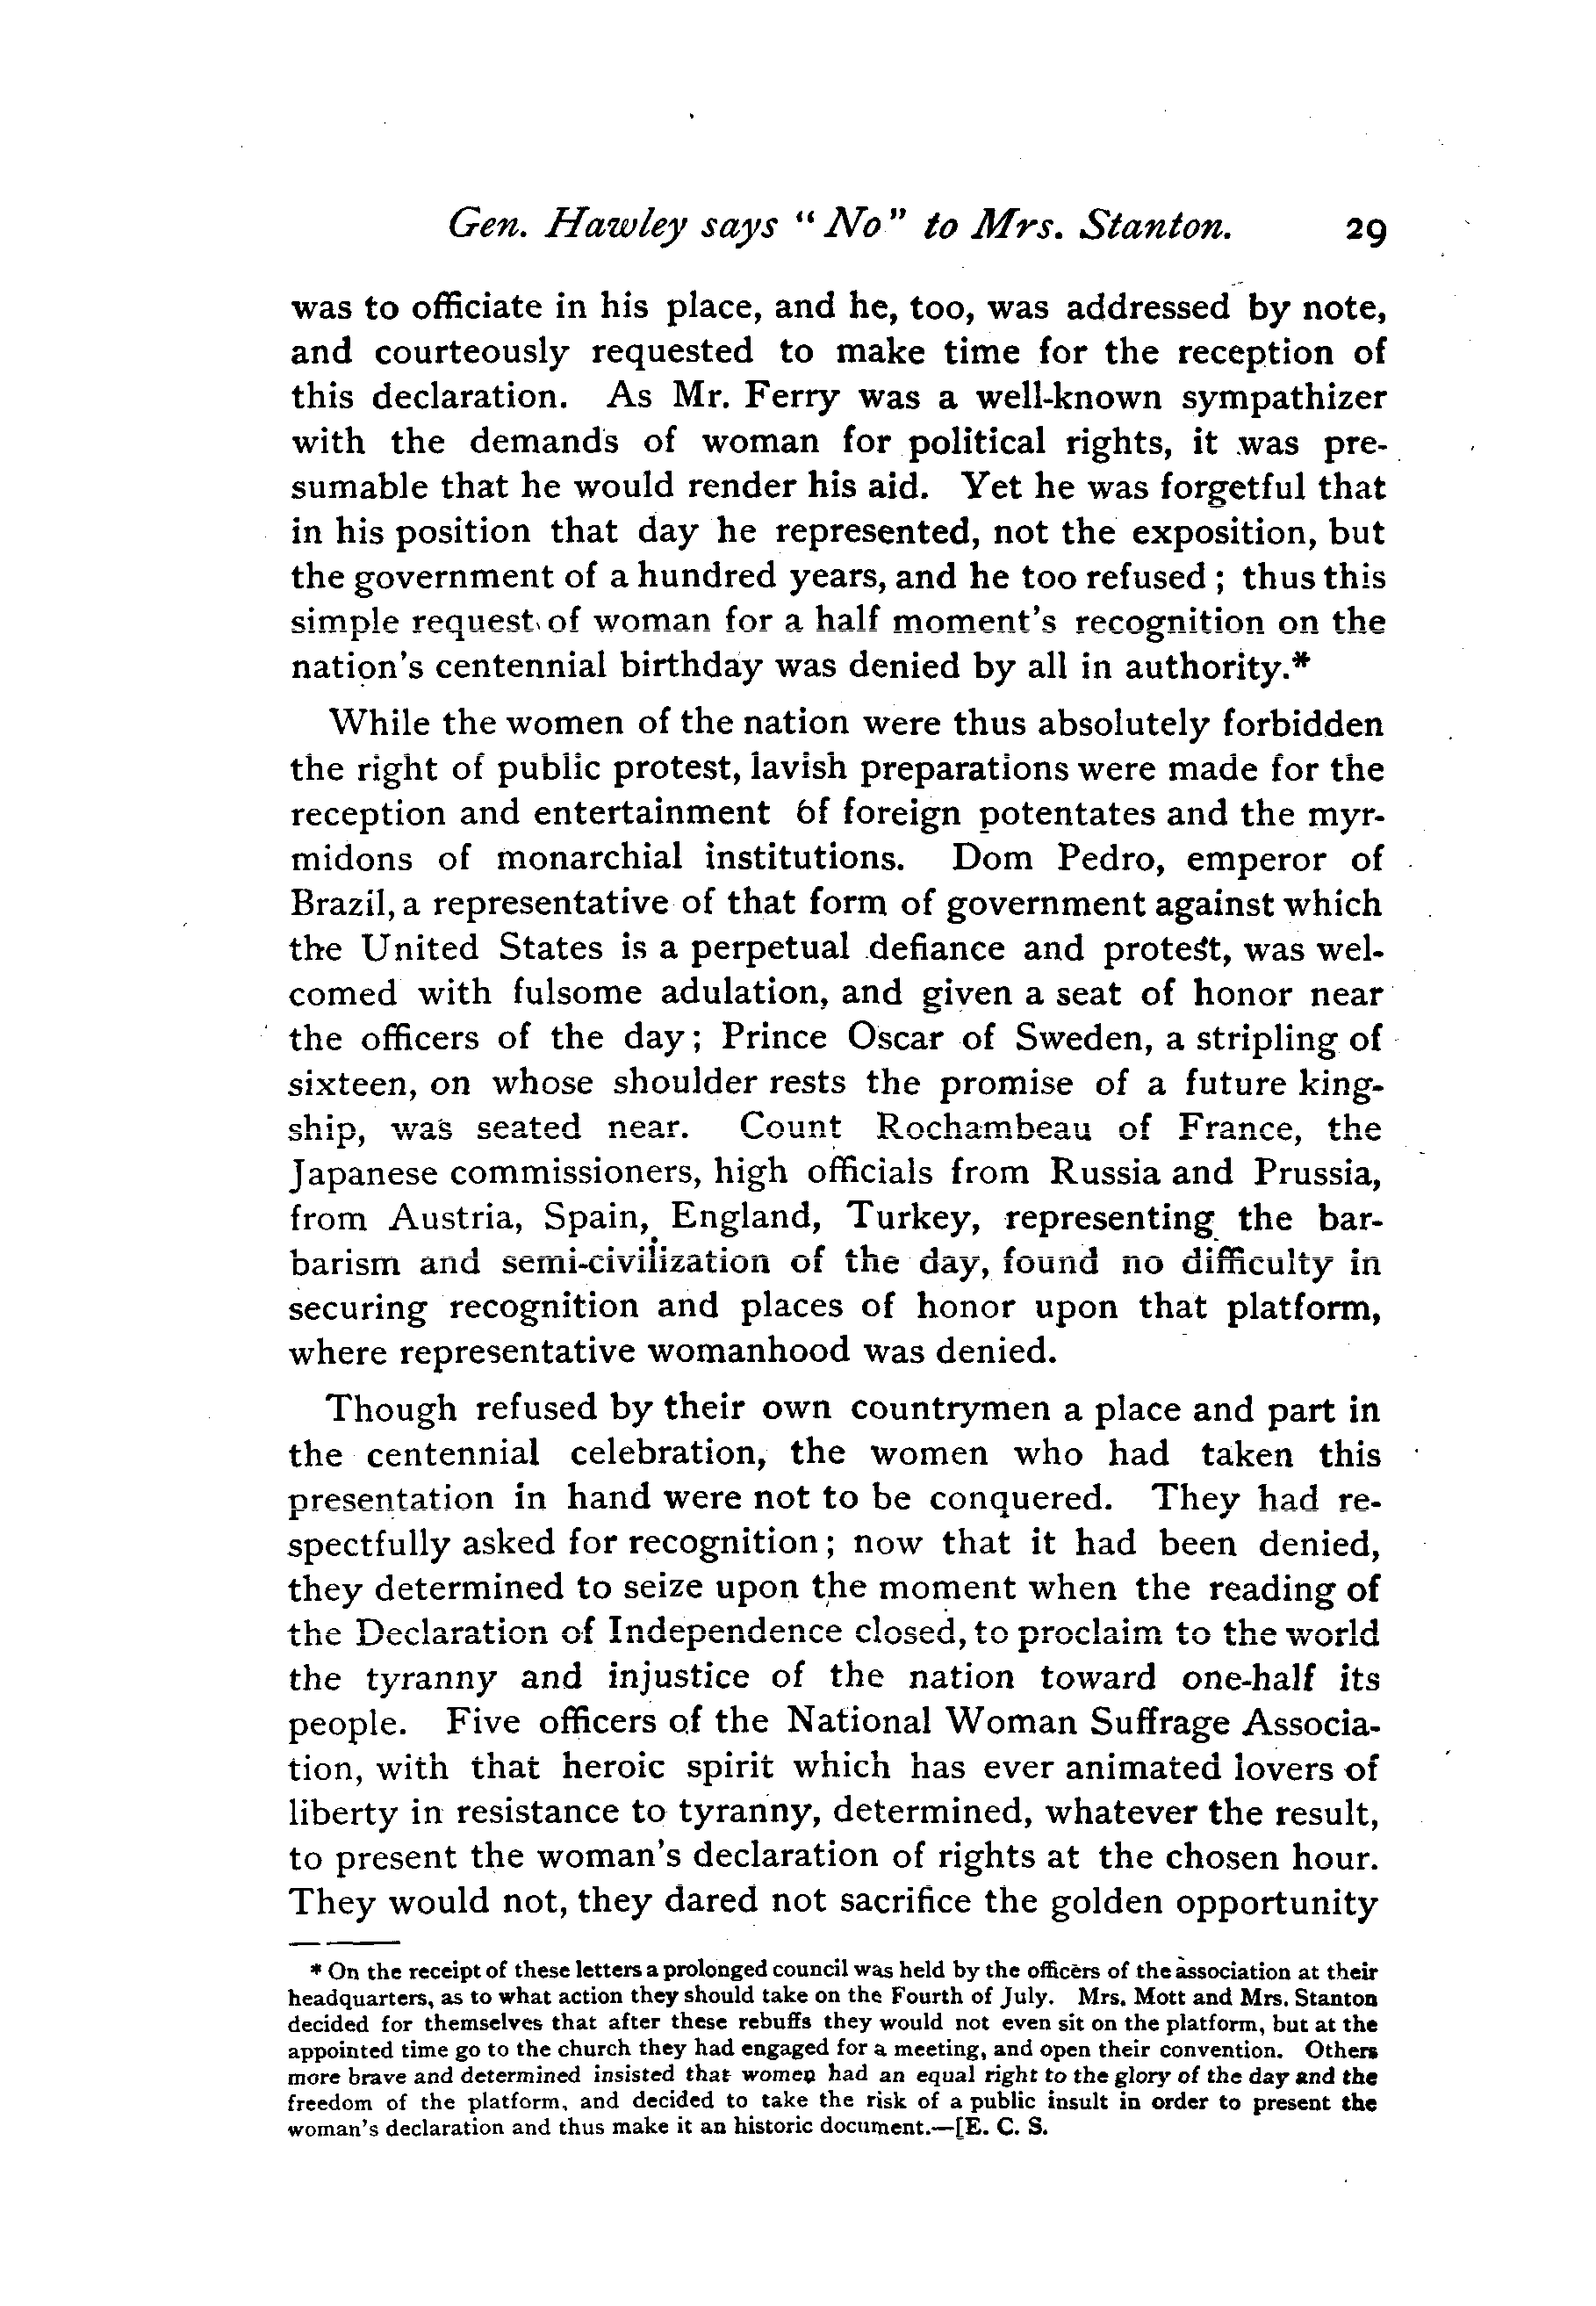 Gen. Hawley says "No" to Mrs. Stanton. 29
was to officiate in his place, and he, too, was addressed by note,
and courteously requested to make time for the reception of
this declaration. As Mr. Ferry was a well-known sympathizer
with the demands of woman for political rights, it was pre-
sumable that he would render his aid. Yet he was forgetful that
in his position that day he represented, not the exposition, but
the government of a hundred years, and he too refused; thus this
simple request of woman for a half moment's recognition on the
nation's centennial birthday was denied by all in authority.*
While the women of the nation were thus absolutely forbidden
the right of public protest, lavish preparations were made for the
reception and entertainment of foreign potentates and the myr-
midons of monarchial institutions. Dom Pedro, emperor of
Brazil, a representative of that form of government against which
the United States is a perpetual defiance and protest, was wel-
comed with fulsome adulation, and given a seat of honor near
the officers of the day; Prince Oscar of Sweden, a stripling of
sixteen, on whose shoulder rests the promise of a future king-
ship, was seated near. Count Rochambeau of France, the
Japanese commissioners, high officials from Russia and Prussia,
from Austria, Spain, England, Turkey, representing the bar-
barism and semi-civilization of the day, found no difficulty in
securing recognition and places of honor upon that platform,
where representative womanhood was denied.
Though refused by their own countrymen a place and part in
the centennial celebration, the women who had taken this
presentation in hand were not to be conquered. They had re-
spectfully asked for recognition; now that it had been denied,
they determined to seize upon the moment when the reading of
the Declaration of Independence closed, to proclaim to the world
the tyranny and injustice of the nation toward one-half its
people. Five officers of the National Woman Suffrage Associa-
tion, with that heroic spirit which has ever animated lovers of
liberty in resistance to tyranny, determined, whatever the result,
to present the woman's declaration of rights at the chosen hour.
They would not, they dared not sacrifice the golden opportunity
* On the receipt of these letters a prolonged council was held by the officers of the association at their
headquarters, as to what action they should take on the Fourth of July. Mrs. Mott and Mrs. Stanton
decided for themselves that after these rebuffs they would not even sit on the platform, but at the
appointed time go to the church they had engaged for a meeting, and open their convention. Others
more brave and determined insisted that women had an equal right to the glory of the day and the
freedom of the platform, and decided to take the risk of a public insult in order to present the
woman's declaration and thus make it an historic document.—[E. C. S.